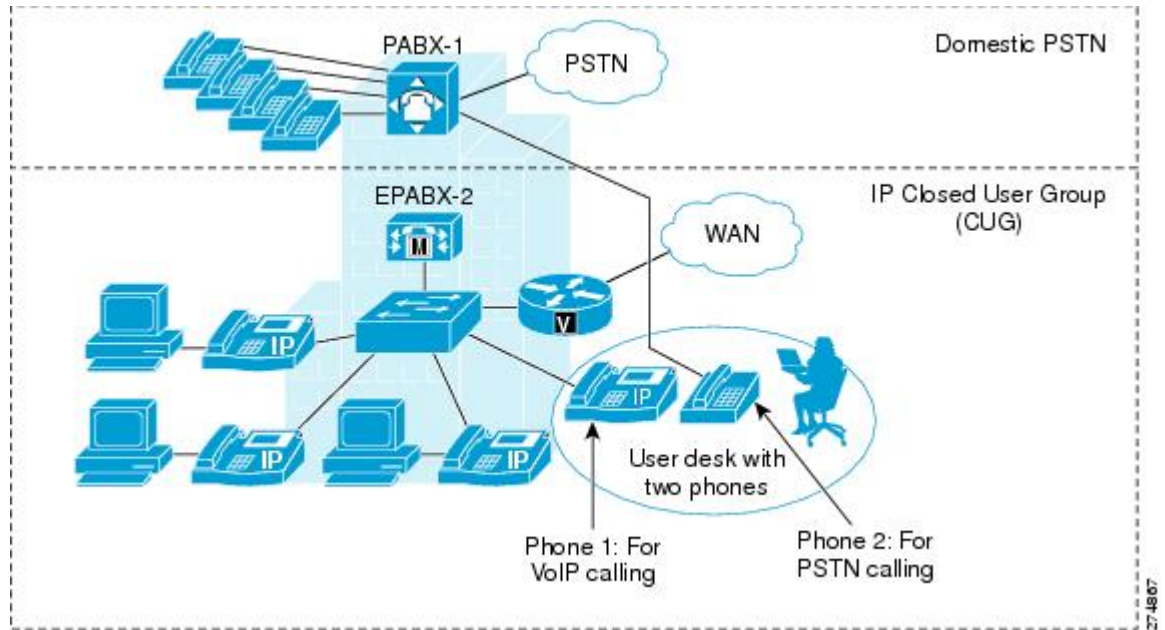 PABX-1
PSTN
Domestic PSTN
EPABX-2
M
IP Closed User Group
(CUG)
WAN
V
IP
IP
IP
IP
User desk with
two phones
Phone 1: For
VoIP calling
Phone 2: For
PSTN calling
274867